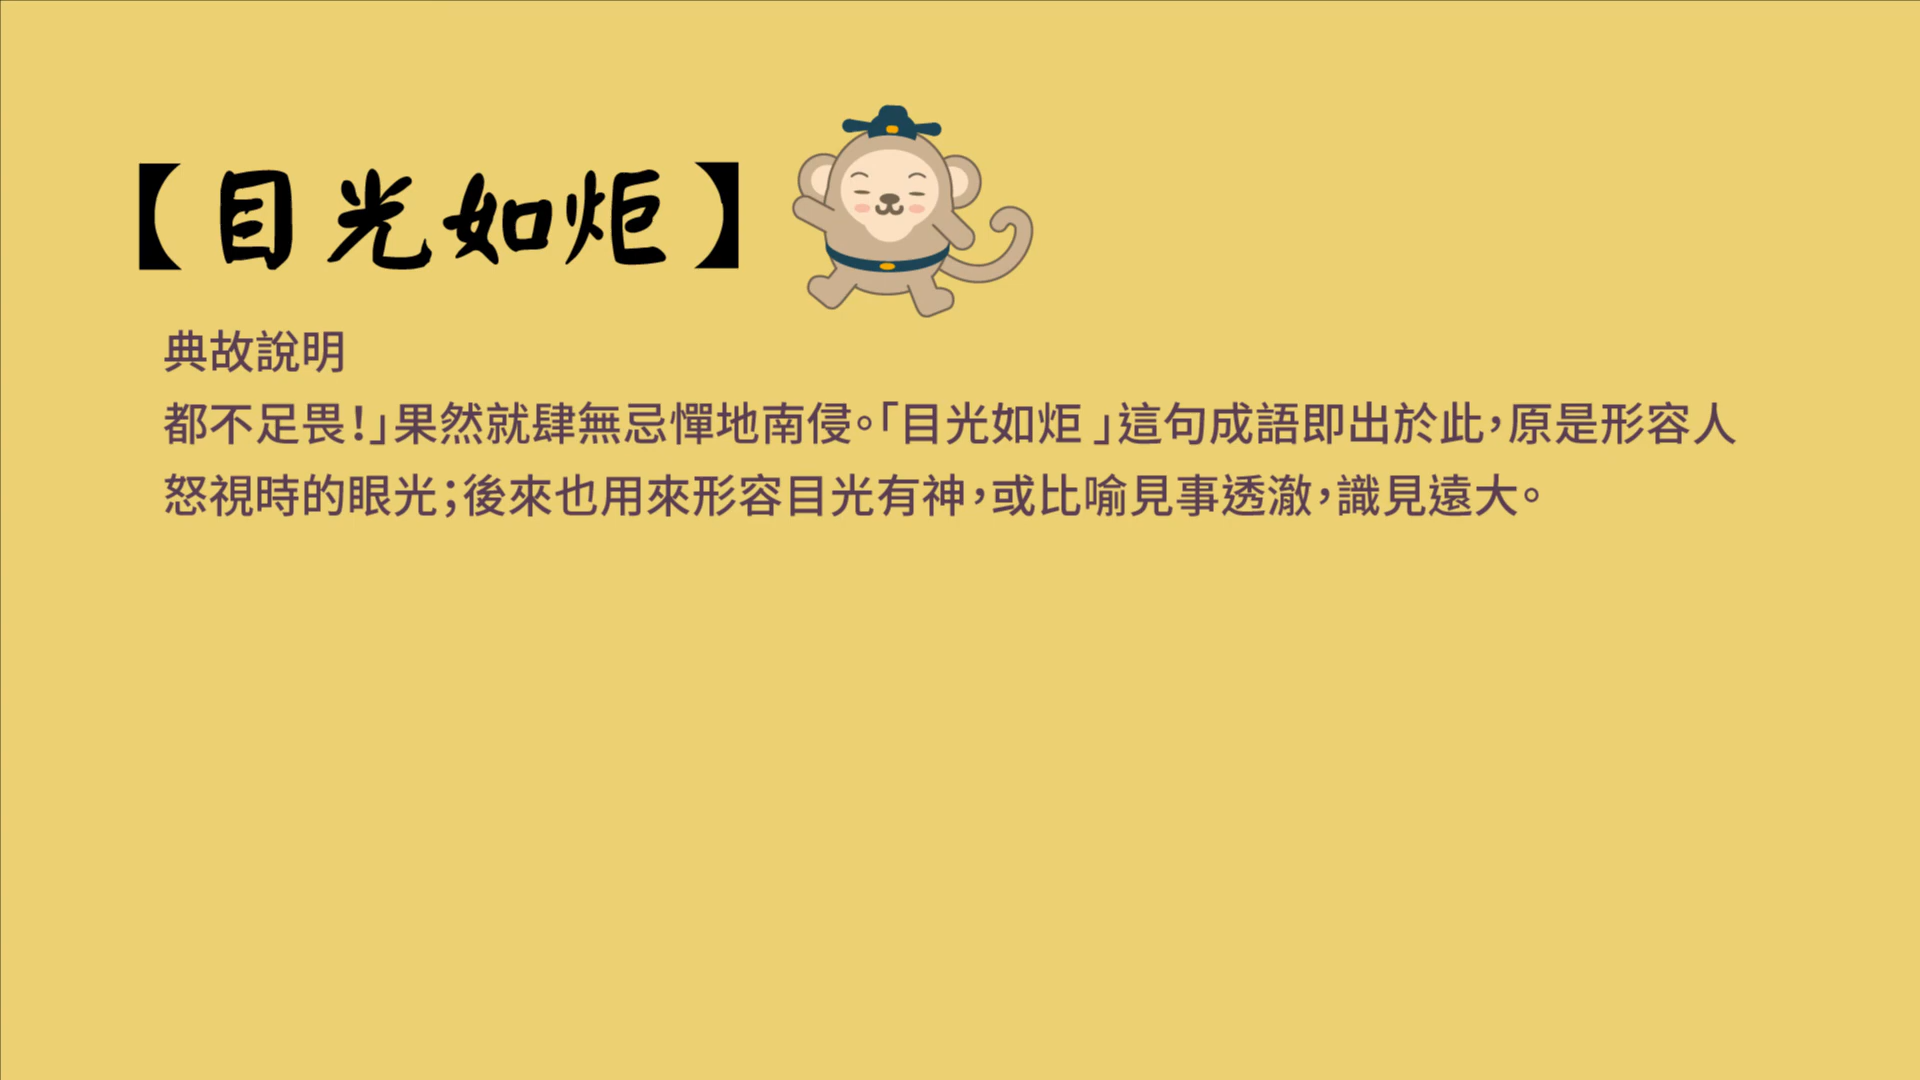 【目光如炬】
典故說明
都不足畏！」果然就肆無忌憚地南侵。「目光如炬 」這句成語即出於此，原是形容人
怒視時的眼光；後來也用來形容目光有神，或比喻見事透澈，識見遠大。